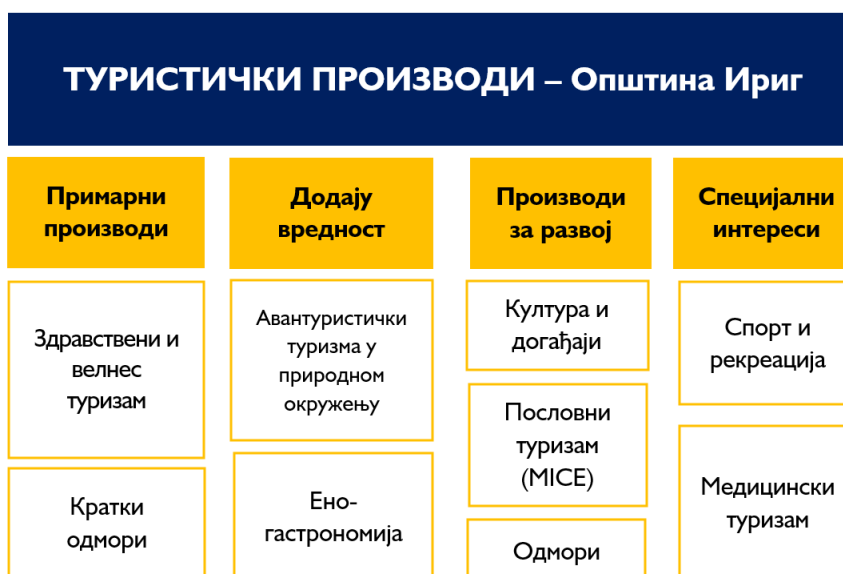 ТУРИСТИЧКИ ПРОИЗВОДИ – Општина Ириг
Примарни
производи
Здравствени и
велнес
туризам
Кратки
одмори
Додају
вредност
Авантуристички
туризма у
природном
окружењу
Ено-
гастрономија
Производи
за развој
Култура и
догађаји
Пословни
туризам
(MICE)
Одмори
Специјални
интереси
Спорт и
рекреација
Медицински
туризам